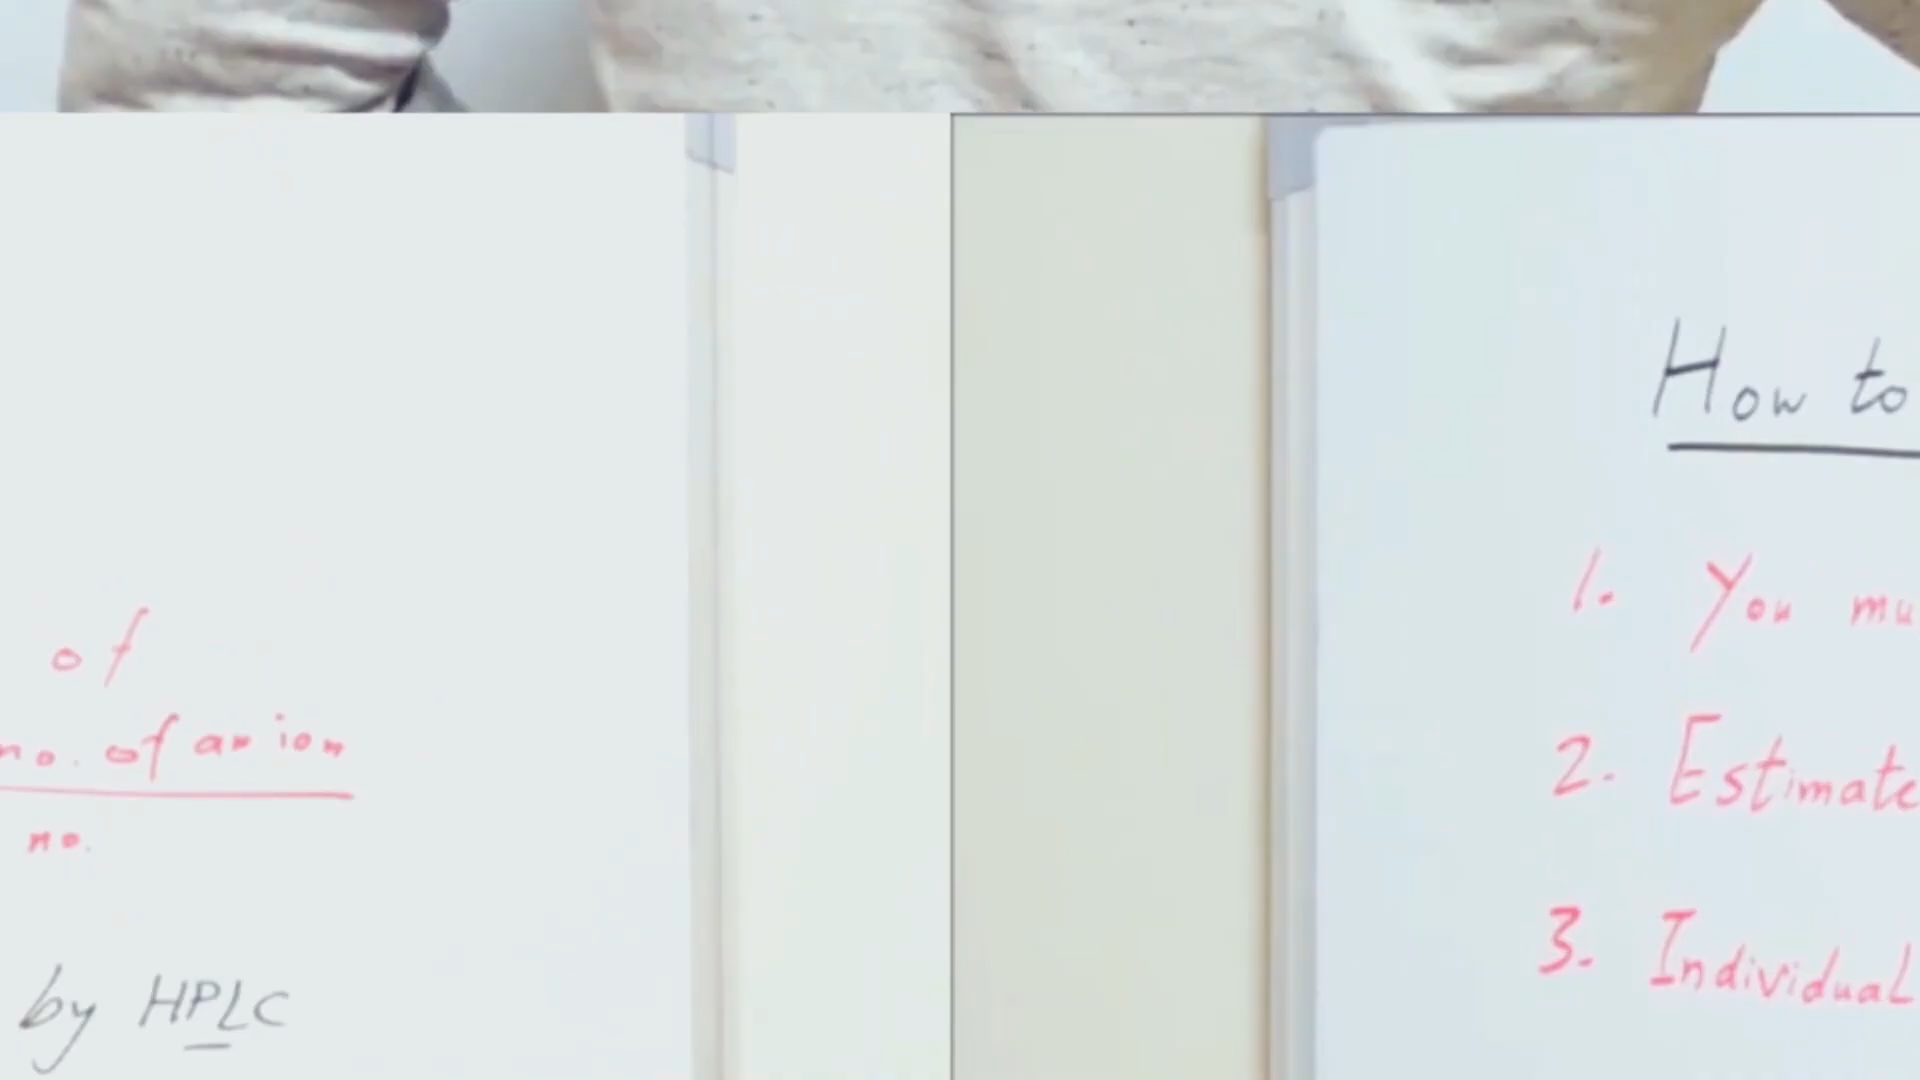 of
no. of anion
no.
by HPLC
How to
1. You mu
2. Estimate
3. Individual